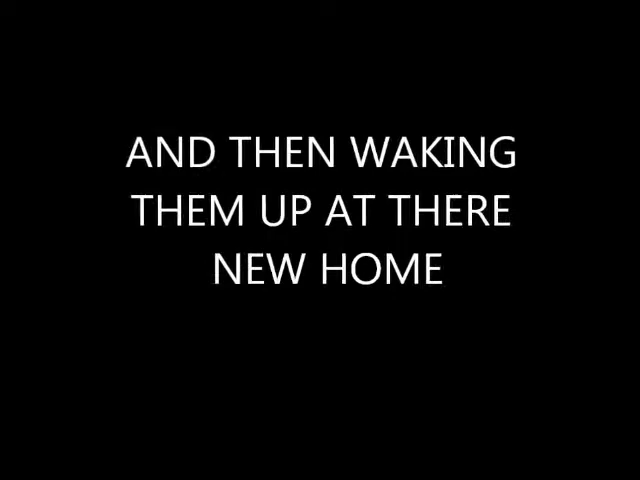 AND THEN WAKING
THEM UP AT THERE
NEW HOME